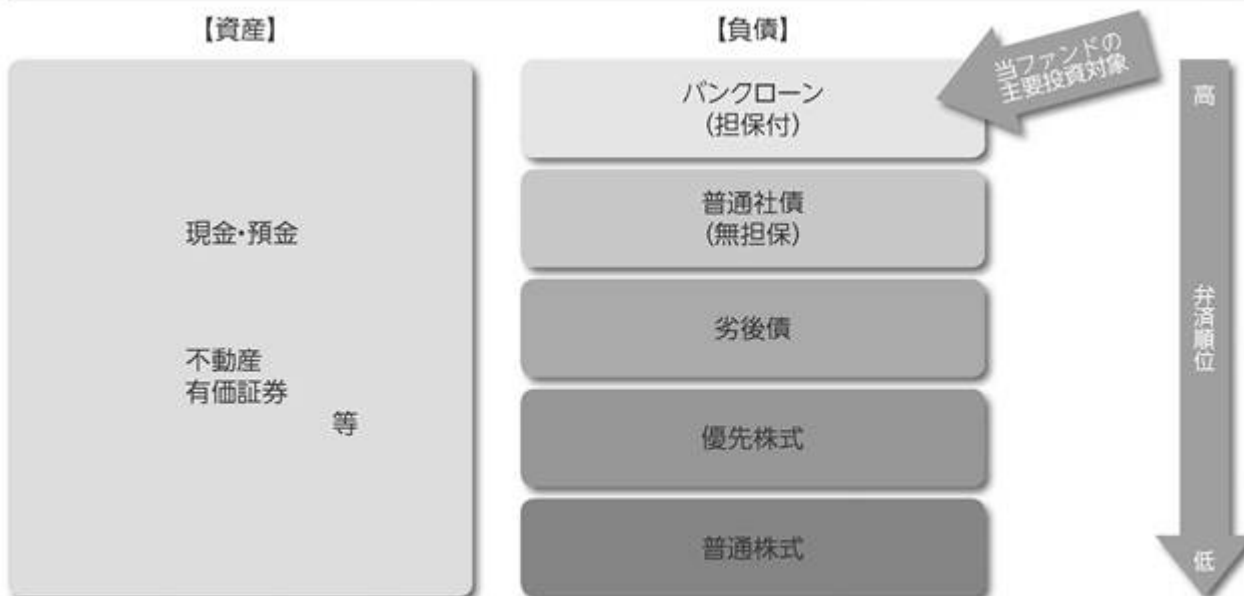 【資産】
現金・預金
不動産
有価証券
等
【負債】
バンクローン
(担保付)
普通社債
(無担保)
劣後債
優先株式
普通株式
当ファンドの
主要投資対象
高
弁済順位
低